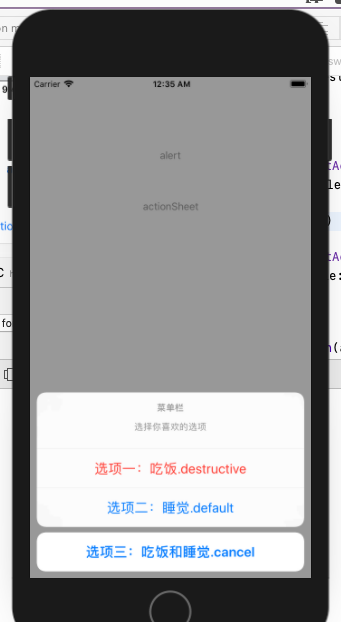 Carrier
12:35 AM
alert
actionSheet
菜单栏
选择你喜欢的选项
选项一：吃饭.destructive
选项二：睡觉.default
选项三：吃饭和睡觉.cancel